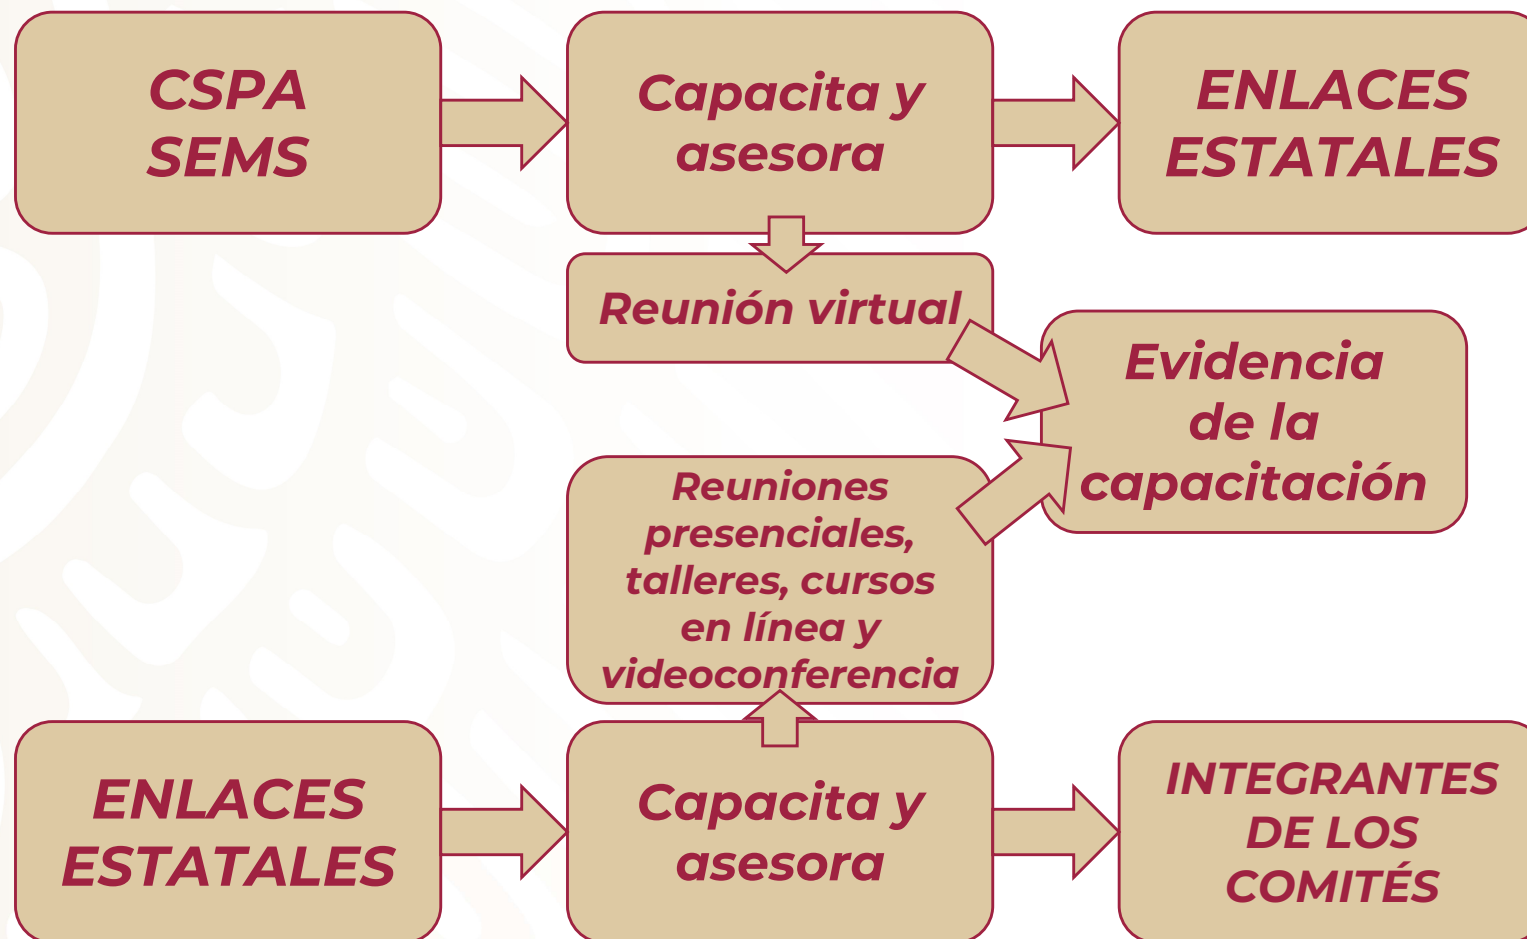 CSPA
SEMS
Capacita y
asesora
ENLACES
ESTATALES
Reunión virtual
Evidencia
de la
capacitación
Reuniones
presenciales,
talleres, cursos
en línea y
videoconferencia
ENLACES
ESTATALES
Capacita y
asesora
INTEGRANTES
DE LOS
COMITÉS